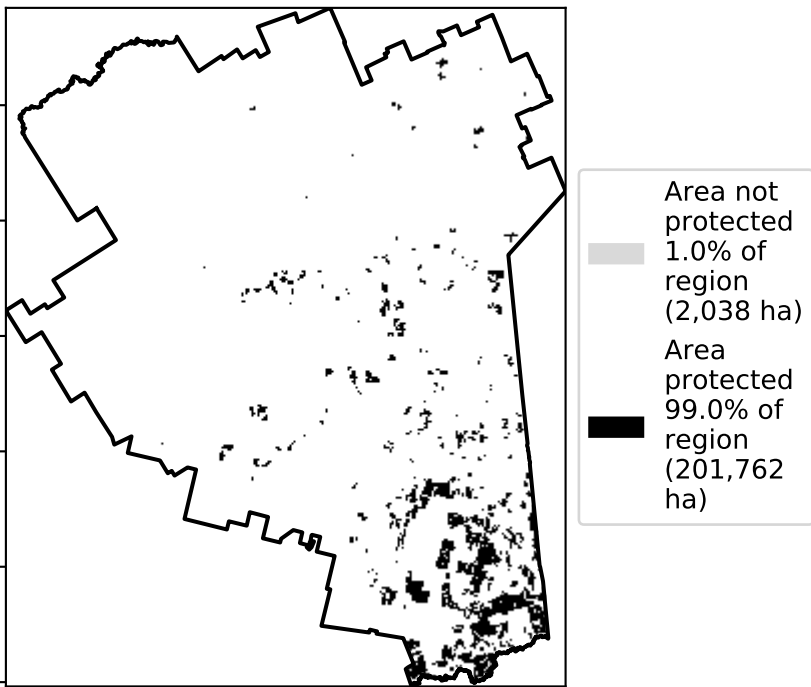 Area not
protected
1.0% of
region
(2,038 ha)
Area
protected
99.0% of
region
(201,762
ha)